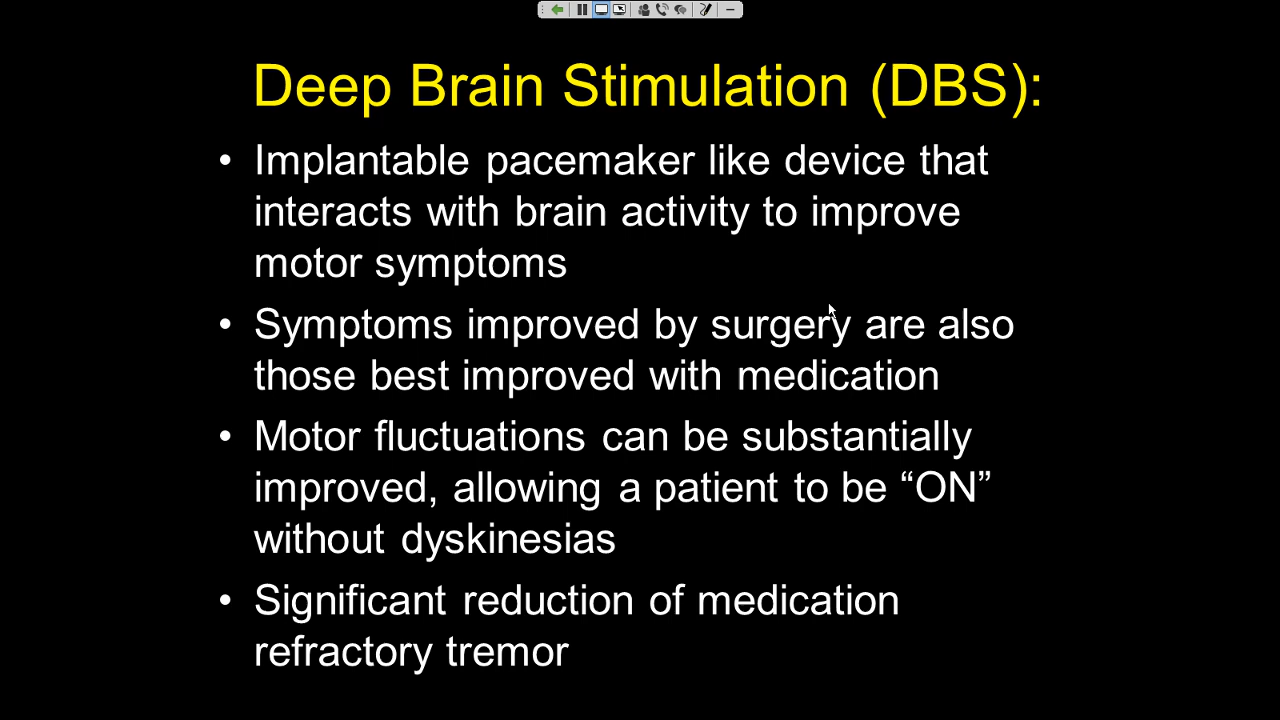 Deep Brain Stimulation (DBS):
• Implantable pacemaker like device that
interacts with brain activity to improve
motor symptoms
• Symptoms improved by surgery are also
those best improved with medication
• Motor fluctuations can be substantially
improved, allowing a patient to be “ON”
without dyskinesias
• Significant reduction of medication
refractory tremor